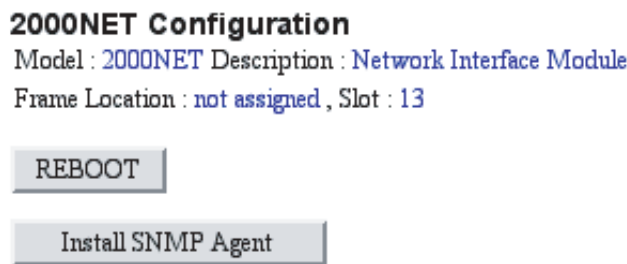 2000NET Configuration
Model : 2000NET Description : Network Interface Module
Frame Location : not assigned , Slot : 13
REBOOT
Install SNMP Agent